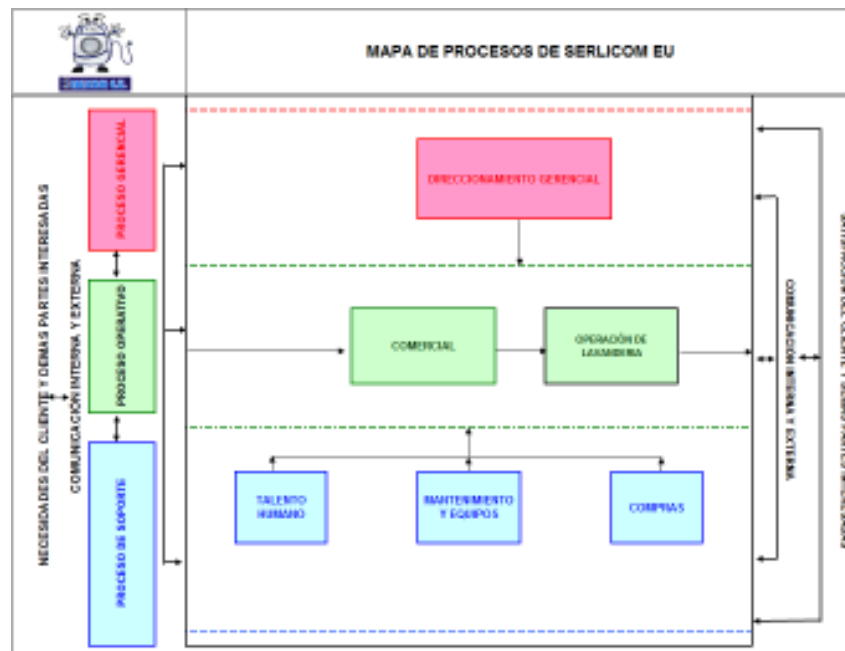 MAPA DE PROCESOS DE SERLICOM EU
NECESIDADES DEL CLIENTE Y DEMAS PARTES INTERESADAS
COMUNICACIÓN INTERNA Y EXTERNA
PROCESO GERENCIAL
PROCESO OPERATIVO
PROCESO DE SOPORTE
DIRECCIONAMIENTO GERENCIAL
COMERCIAL
OPERACIÓN DE
LAVANDERIA
TALENTO
HUMANO
MANTENIMIENTO
Y EQUIPOS
COMPRAS
COMUNICACIÓN INTERNA Y EXTERNA